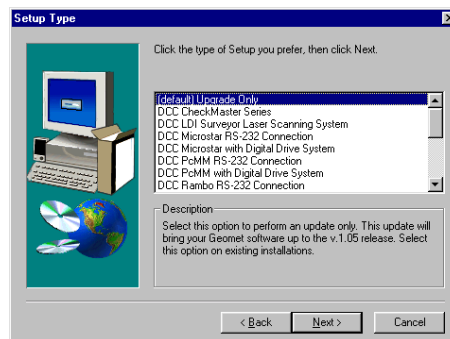 Setup Type
Click the type of Setup you prefer, then click Next.
(default) Upgrade Only
DCC CheckMaster Series
DCC LDI Surveyor Laser Scanning System
DCC Microstar RS-232 Connection
DCC Microstar with Digital Drive System
DCC PcMM RS-232 Connection
DCC PcMM with Digital Drive System
DCC Rambo RS-232 Connection
Description
Select this option to perform an update only. This update will
bring your Geomet software up to the v.1.05 release. Select
this option on existing installations.
< Back
Next >
Cancel